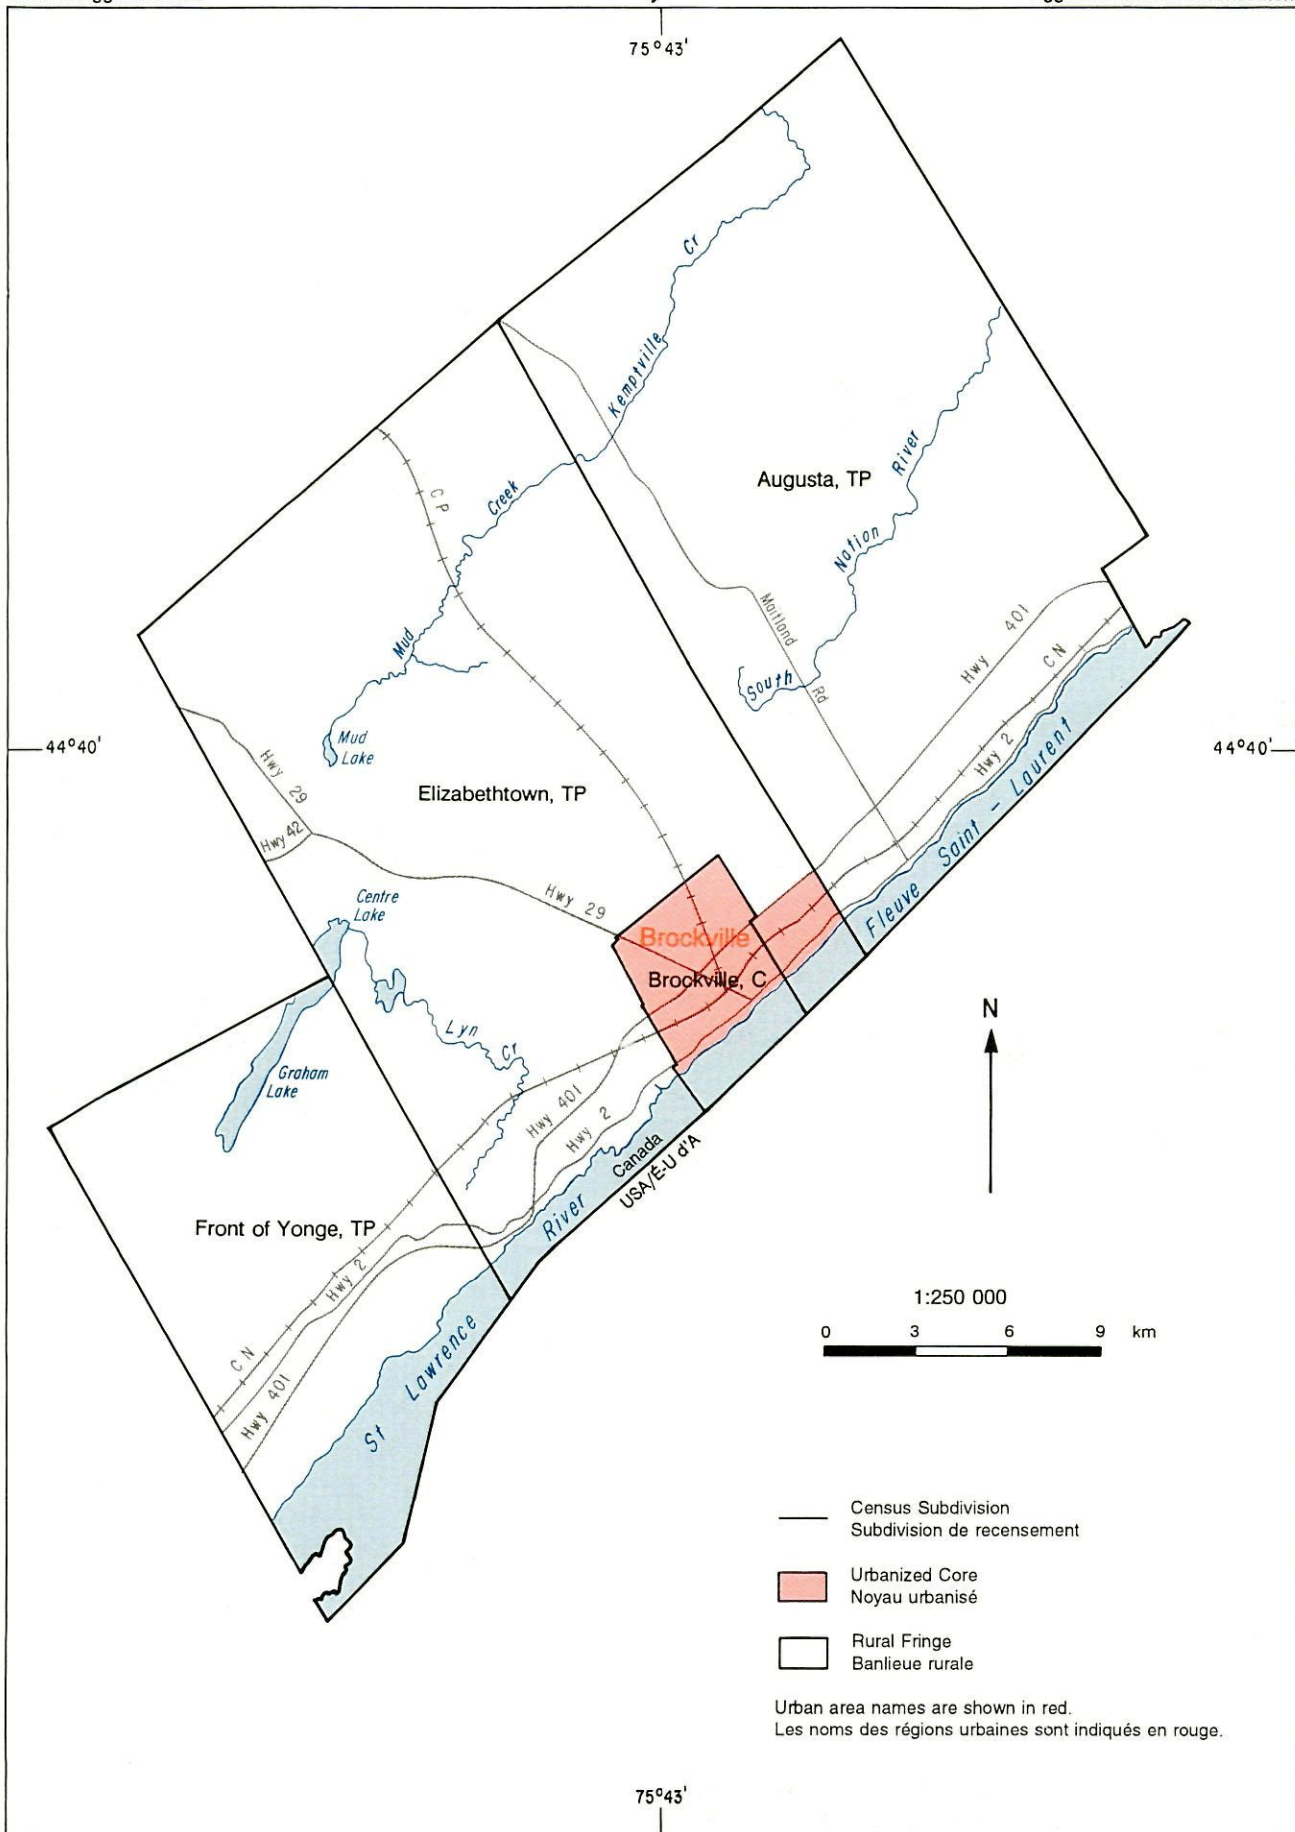 75°43'
Cr
Kemptville
Augusta, TP
River
Nation
CP
Creek
Maitland
Rd
Hwy 401
CN
Mud
South
Hwy 2
Mud
Lake
44°40'
44°40'
Hwy 29
Hwy 42
Elizabethtown, TP
Fleuve Saint - Laurent
Centre
Lake
Hwy 29
Brockville
Brockville, C
N
Lyn
Cr
Graham
Lake
Hwy 401
Hwy 2
Canada
USA/É-U d'A
River
Front of Yonge, TP
Hwy 2
CN
Hwy 401
St Lawrence
1:250 000
0 3 6 9 km
Census Subdivision
Subdivision de recensement
Urbanized Core
Noyau urbanisé
Rural Fringe
Banlieue rurale
Urban area names are shown in red.
Les noms des régions urbaines sont indiqués en rouge.
75°43'